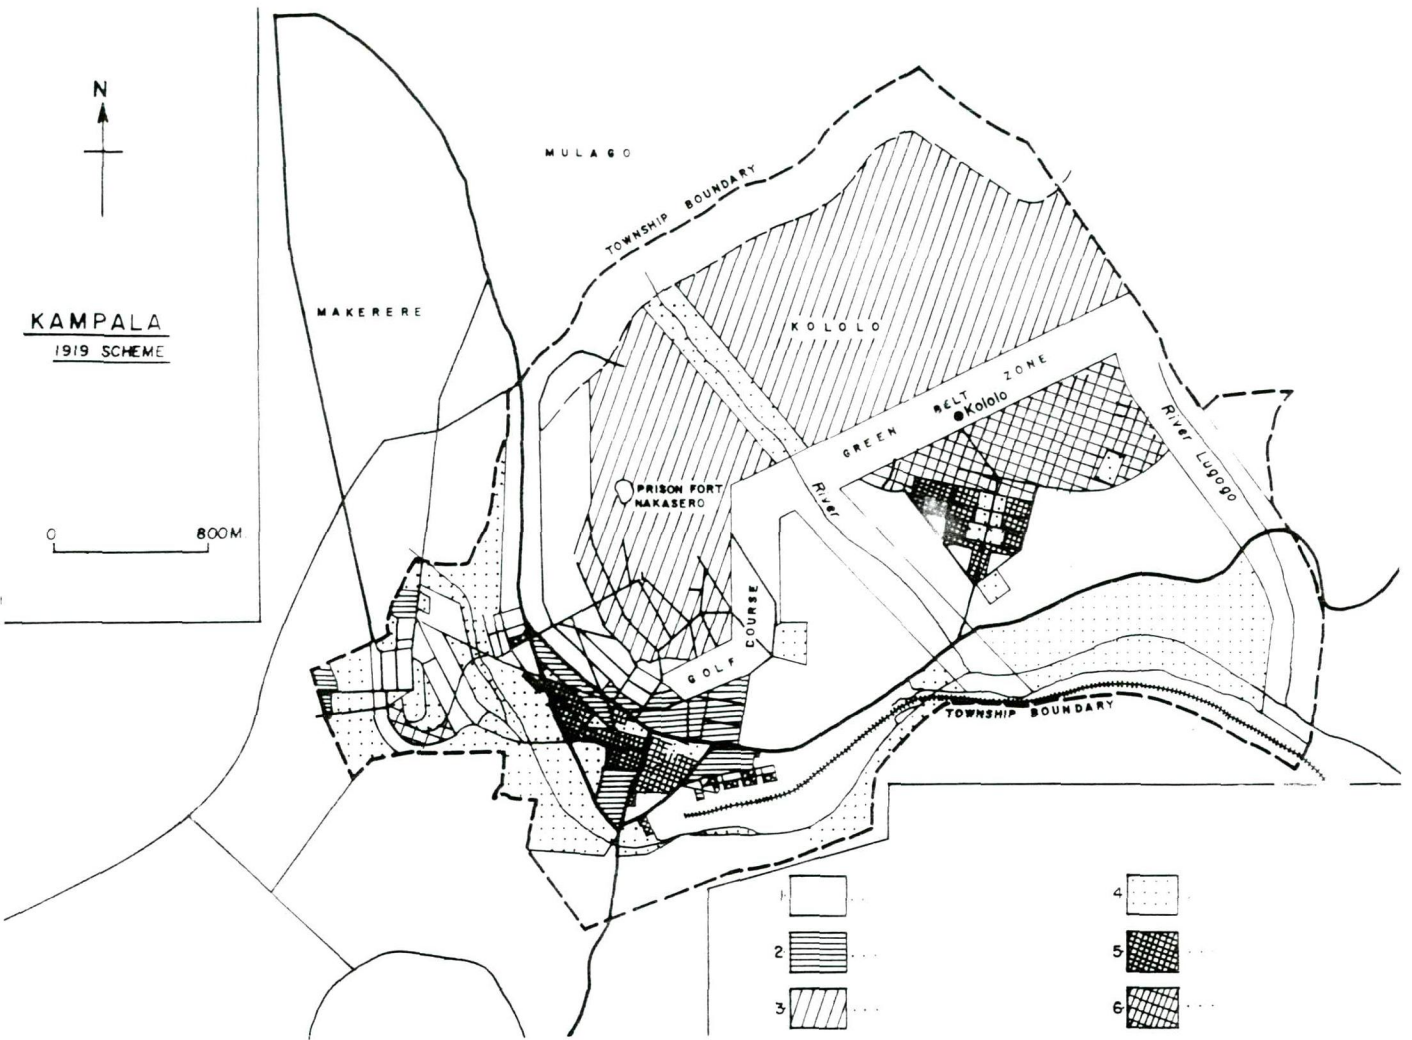 N
KAMPALA
1919 SCHEME
0 800M
MULAGO
MAKERERE
TOWNSHIP BOUNDARY
KOLOLO
GREEN BELT ZONE
Kololo
River
River Lugogo
PRISON FORT
NAKASERO
GOLF COURSE
TOWNSHIP BOUNDARY
1
2
3
4
5
6